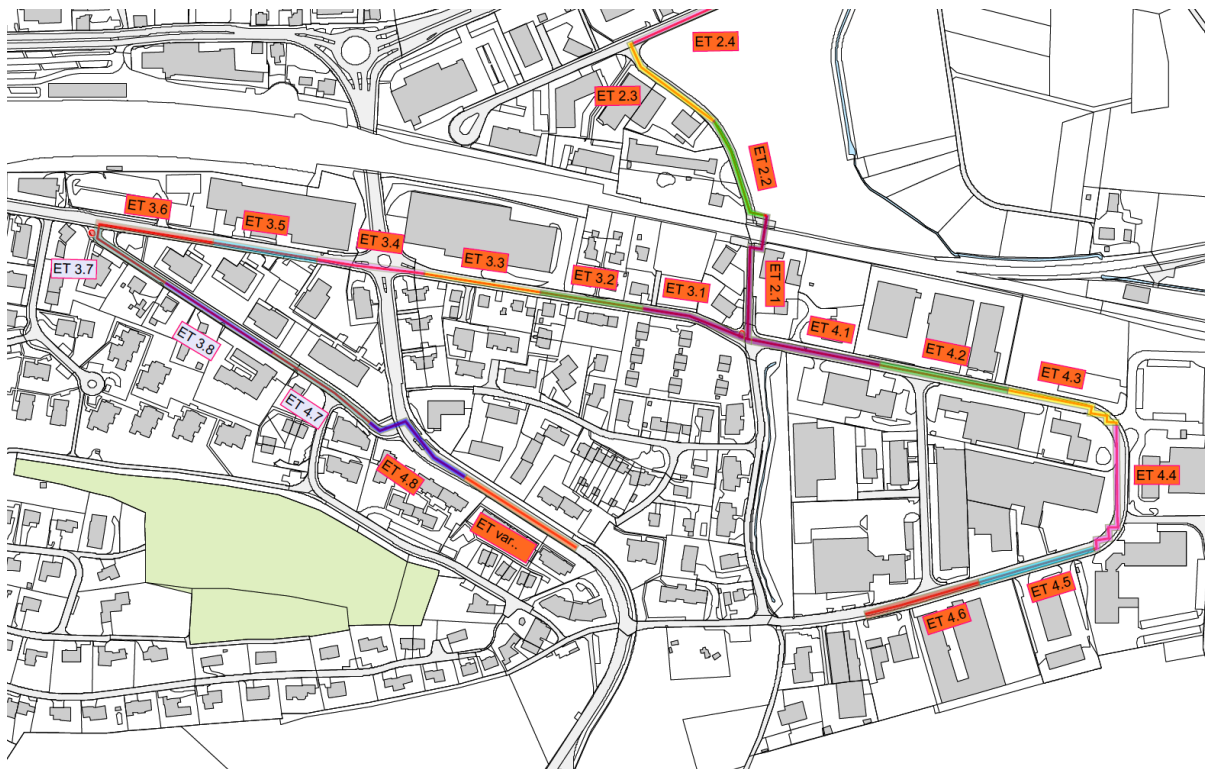 ET 2.4
ET 2.3
ET 2.2
ET 3.6
ET 3.5
ET 3.4
ET 3.3
ET 3.7
ET 3.2
ET 3.1
ET 2.1
ET 3.8
ET 4.1
ET 4.2
ET 4.3
ET 4.7
ET 4.8
ET 4.4
ET var..
ET 4.5
ET 4.6